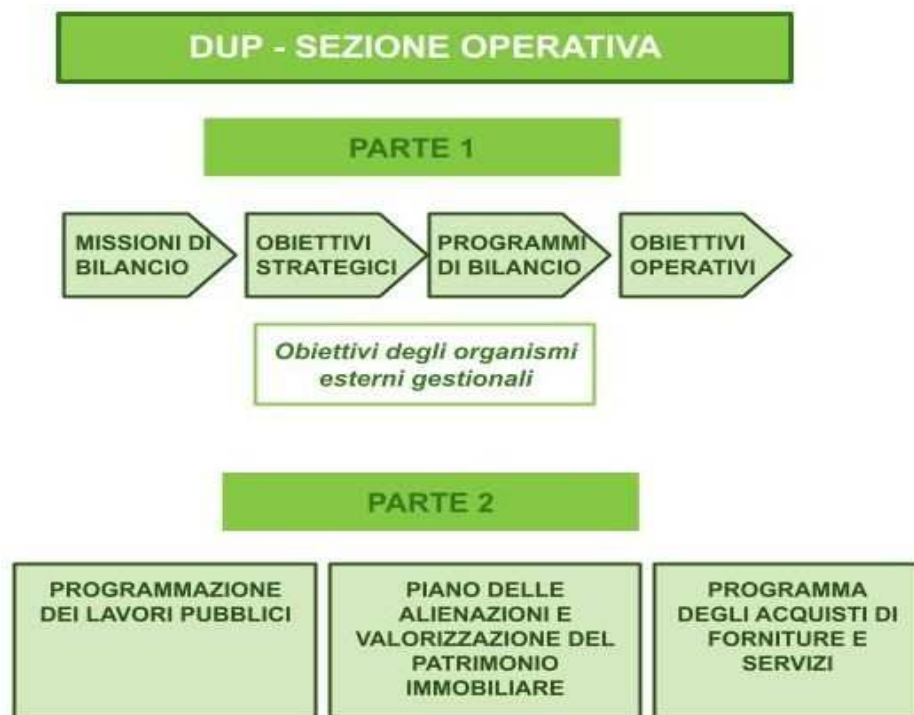 DUP - SEZIONE OPERATIVA
PARTE 1
MISSIONI DI
BILANCIO
OBIETTIVI
STRATEGICI
PROGRAMMI
DI BILANCIO
OBIETTIVI
OPERATIVI
Obiettivi degli organismi
esterni gestionali
PARTE 2
PROGRAMMAZIONE
DEI LAVORI PUBBLICI
PIANO DELLE
ALIENAZIONI E
VALORIZZAZIONE DEL
PATRIMONIO
IMMOBILIARE
PROGRAMMA
DEGLI ACQUISTI DI
FORNITURE E
SERVIZI